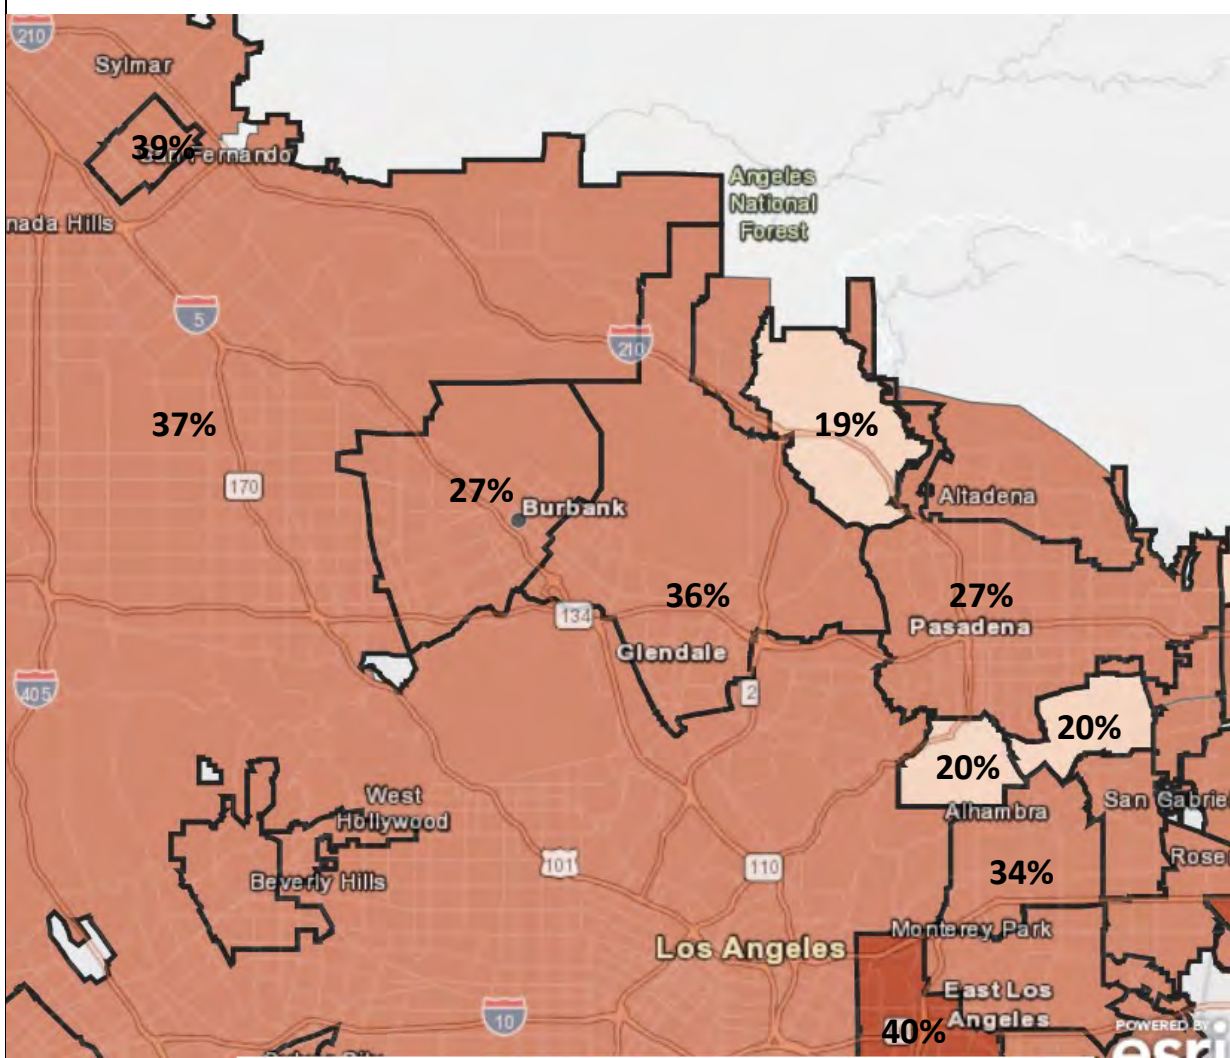 210
Sylmar
39%
San Fernando
Angeles
National
Forest
nada Hills
5
210
37%
19%
170
27%
Burbank
Altadena
36%
27%
134
Pasadena
Glendale
405
2
20%
20%
West
Hollywood
Alhambra
San Gabrie
101
110
Rose
Beverly Hills
34%
Monterey Park
Los Angeles
East Los
Angeles
10
40%
POWERED BY
esri